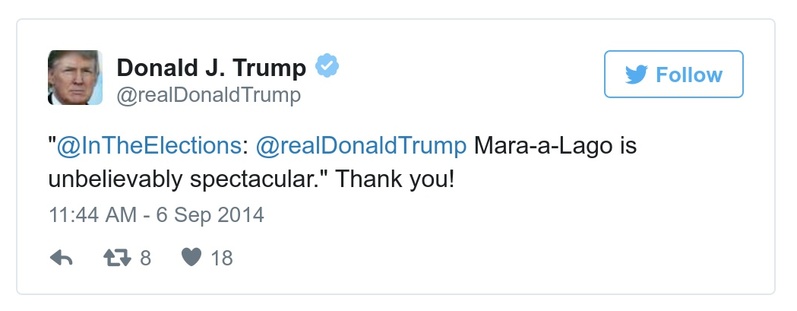 Donald J. Trump
@realDonaldTrump
Follow
"@InTheElections: @realDonaldTrump Mara-a-Lago is
unbelievably spectacular." Thank you!
11:44 AM - 6 Sep 2014
8 18